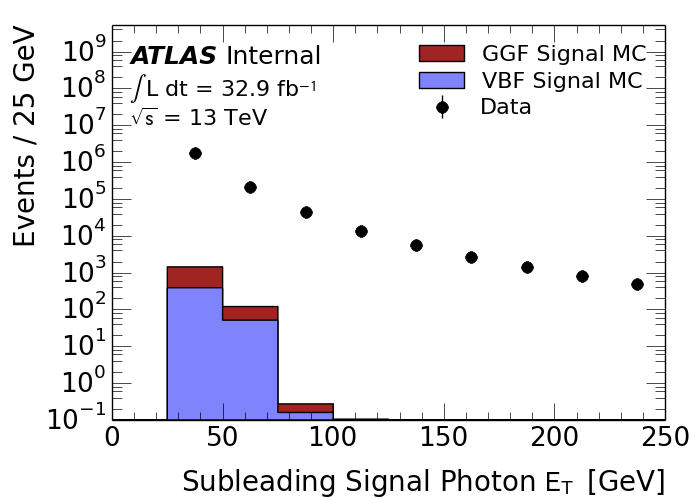 Events / 25 GeV
10⁹
10⁸
10⁷
10⁶
10⁵
10⁴
10³
10²
10¹
10⁰
10⁻¹
ATLAS Internal
∫L dt = 32.9 fb⁻¹
√s = 13 TeV
GGF Signal MC
VBF Signal MC
Data
0 50 100 150 200 250
Subleading Signal Photon E_T [GeV]